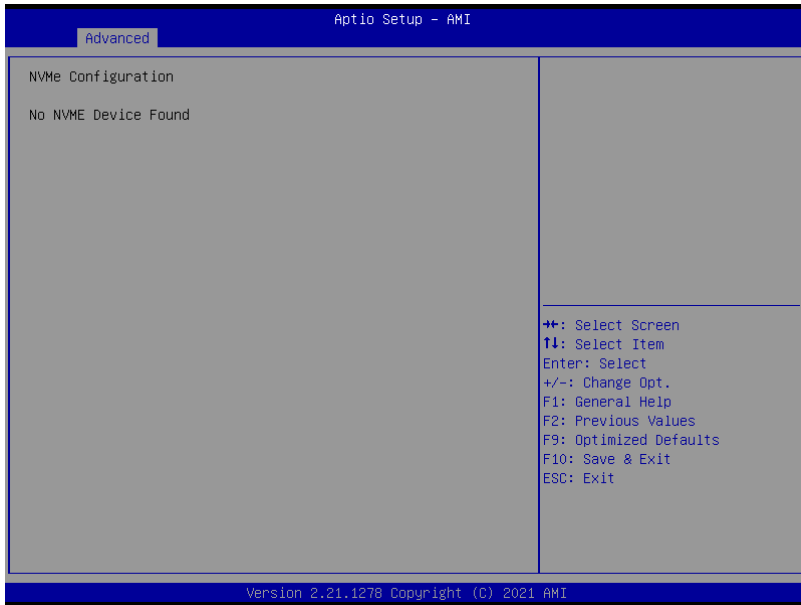 Aptio Setup – AMI
Advanced
NVMe Configuration
No NVME Device Found
→←: Select Screen
↑↓: Select Item
Enter: Select
+/-: Change Opt.
F1: General Help
F2: Previous Values
F9: Optimized Defaults
F10: Save & Exit
ESC: Exit
Version 2.21.1278 Copyright (C) 2021 AMI